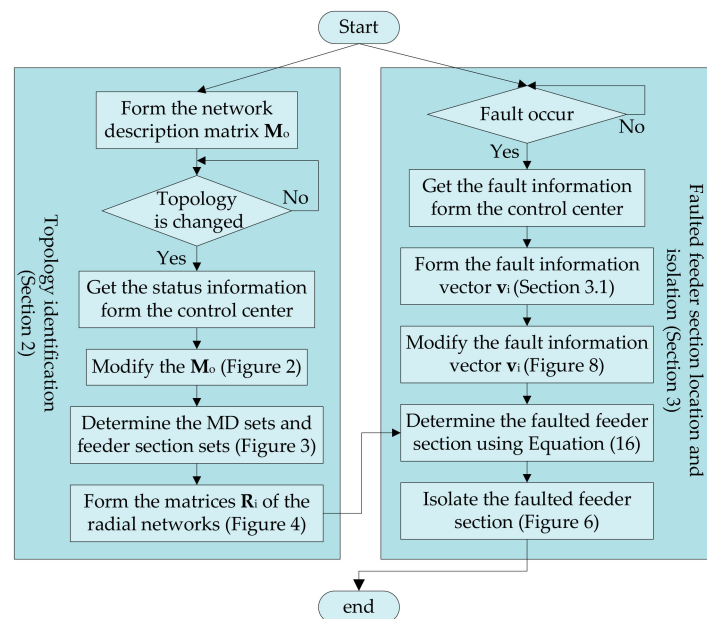 Start
Topology identification
(Section 2)
Form the network
description matrix Mo
Topology
is changed
No
Yes
Get the status information
form the control center
Modify the Mo (Figure 2)
Determine the MD sets and
feeder section sets (Figure 3)
Form the matrices Ri of the
radial networks (Figure 4)
Faulted feeder section location and
isolation (Section 3)
Fault occur
No
Yes
Get the fault information
form the control center
Form the fault information
vector vi (Section 3.1)
Modify the fault information
vector vi (Figure 8)
Determine the faulted feeder
section using Equation (16)
Isolate the faulted feeder
section (Figure 6)
end